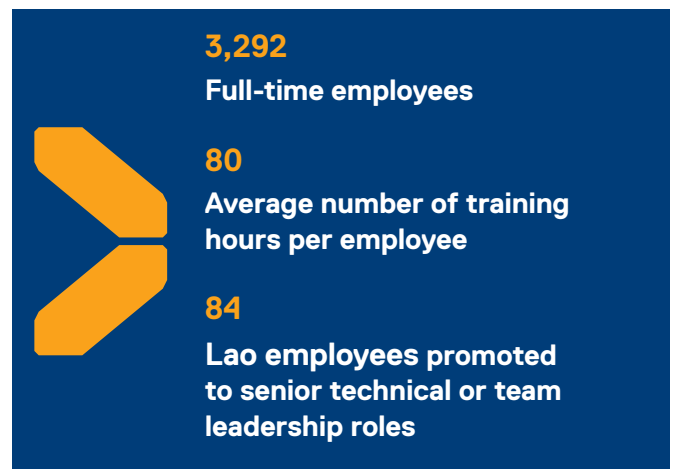 3,292
Full-time employees
80
Average number of training
hours per employee
84
Lao employees promoted
to senior technical or team
leadership roles